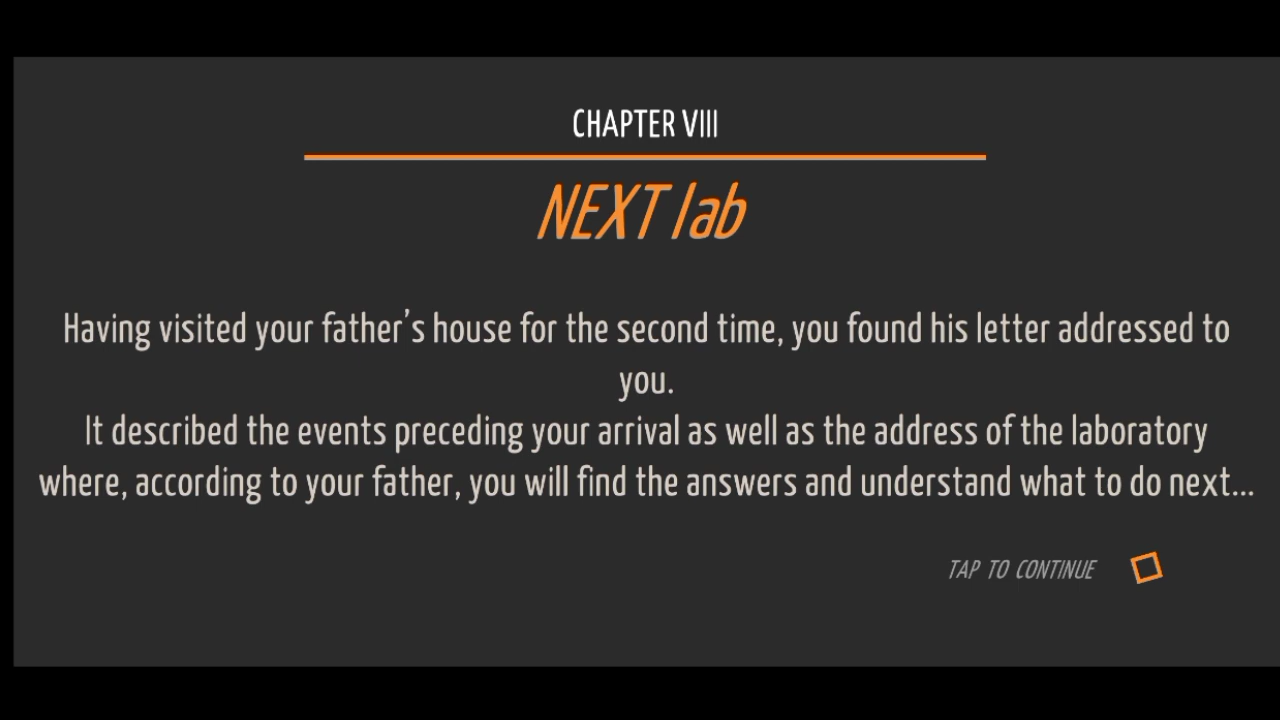 CHAPTER VIII
NEXT lab
Having visited your father’s house for the second time, you found his letter addressed to
you.
It described the events preceding your arrival as well as the address of the laboratory
where, according to your father, you will find the answers and understand what to do next...
TAP TO CONTINUE